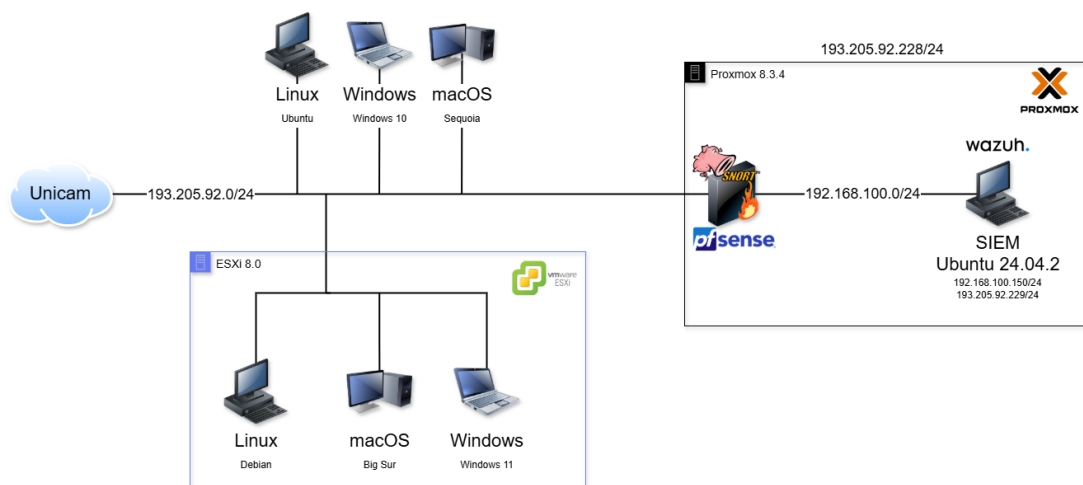 193.205.92.228/24
Proxmox 8.3.4
PROXMOX
Linux
Ubuntu
Windows
Windows 10
macOS
Sequoia
Unicam
193.205.92.0/24
SNORT
pfsense
192.168.100.0/24
wazuh.
SIEM
Ubuntu 24.04.2
192.168.100.150/24
193.205.92.229/24
ESXi 8.0
vmware
ESXi
Linux
Debian
macOS
Big Sur
Windows
Windows 11